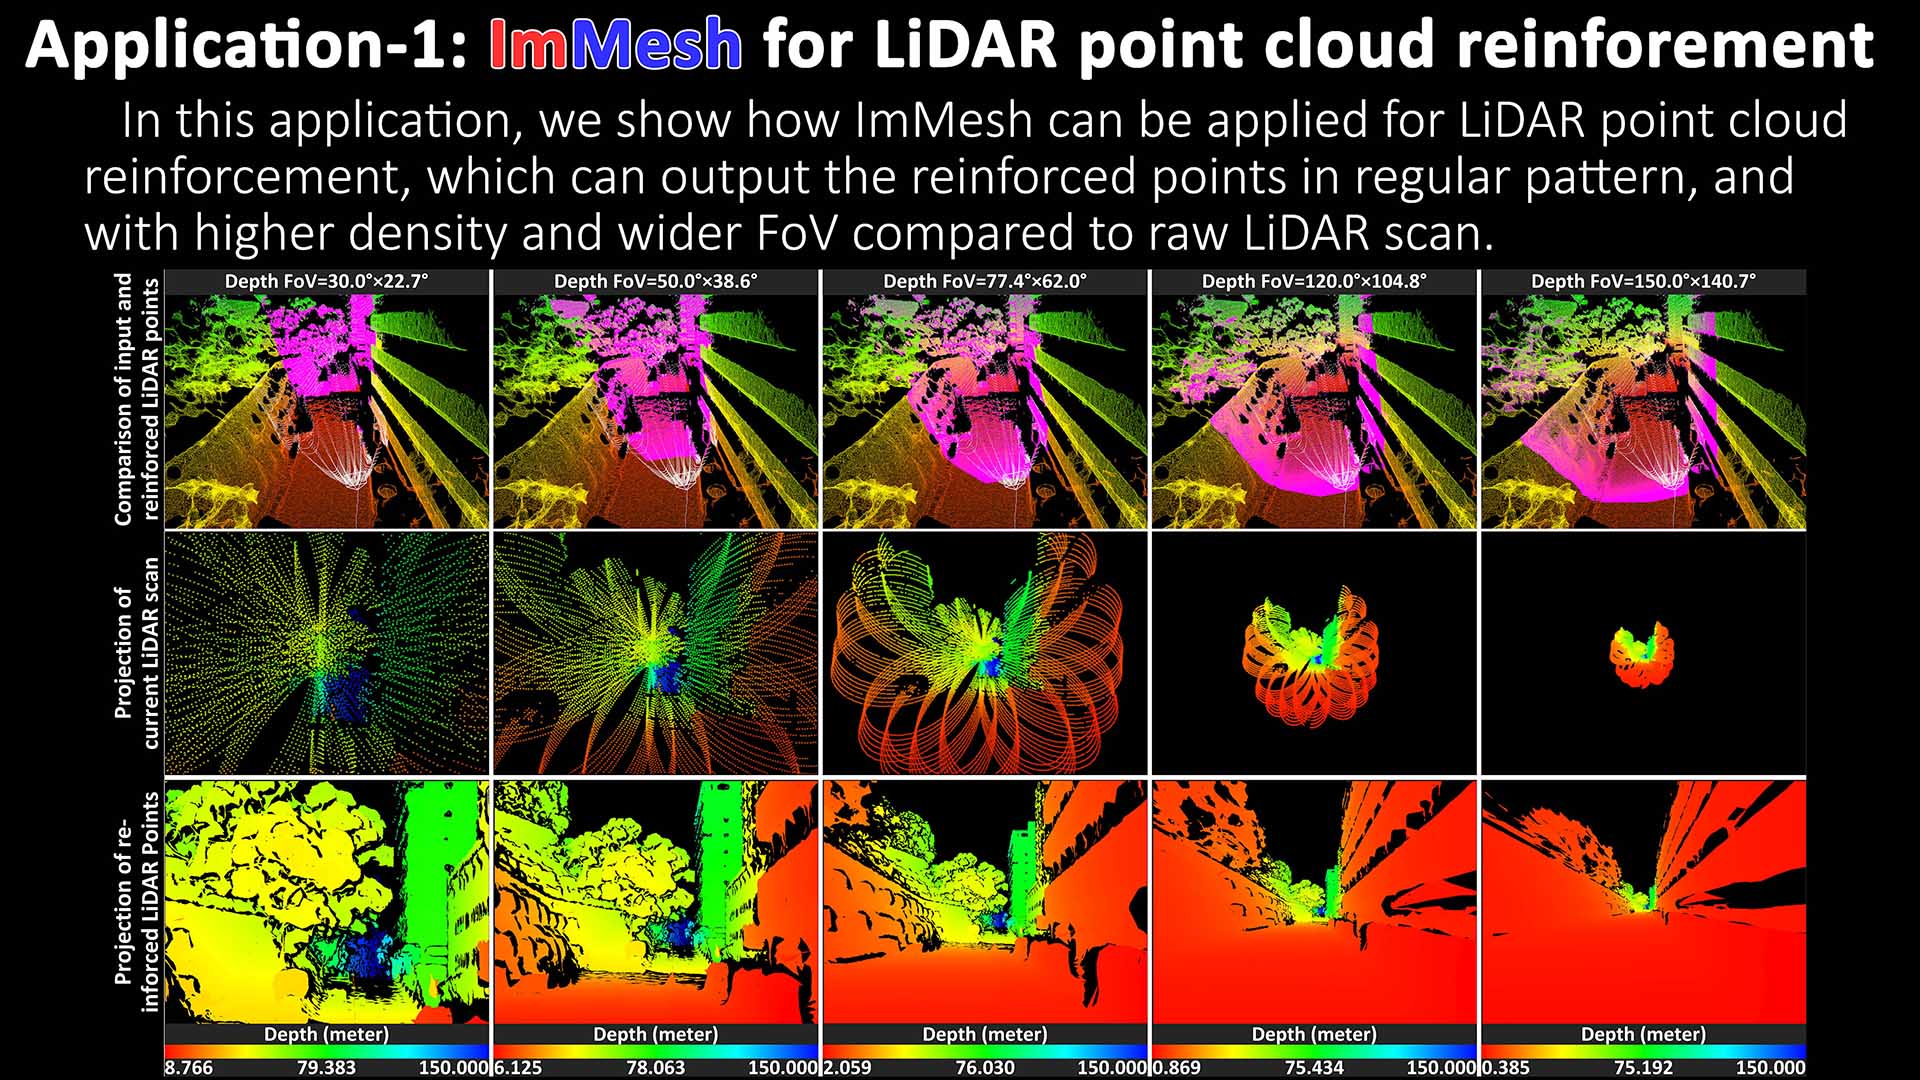 Application-1: ImMesh for LiDAR point cloud reinforement
In this application, we show how ImMesh can be applied for LiDAR point cloud
reinforcement, which can output the reinforced points in regular pattern, and
with higher density and wider FoV compared to raw LiDAR scan.
Depth FoV=30.0°×22.7°
Depth FoV=50.0°×38.6°
Depth FoV=77.4°×62.0°
Depth FoV=120.0°×104.8°
Depth FoV=150.0°×140.7°
Comparison of input and
reinforced LiDAR points
Projection of
current LiDAR scan
Projection of re-
inforced LiDAR Points
Depth (meter)
Depth (meter)
Depth (meter)
Depth (meter)
Depth (meter)
8.766 79.383 150.000
6.125 78.063 150.000
2.059 76.030 150.000
0.869 75.434 150.000
0.385 75.192 150.000